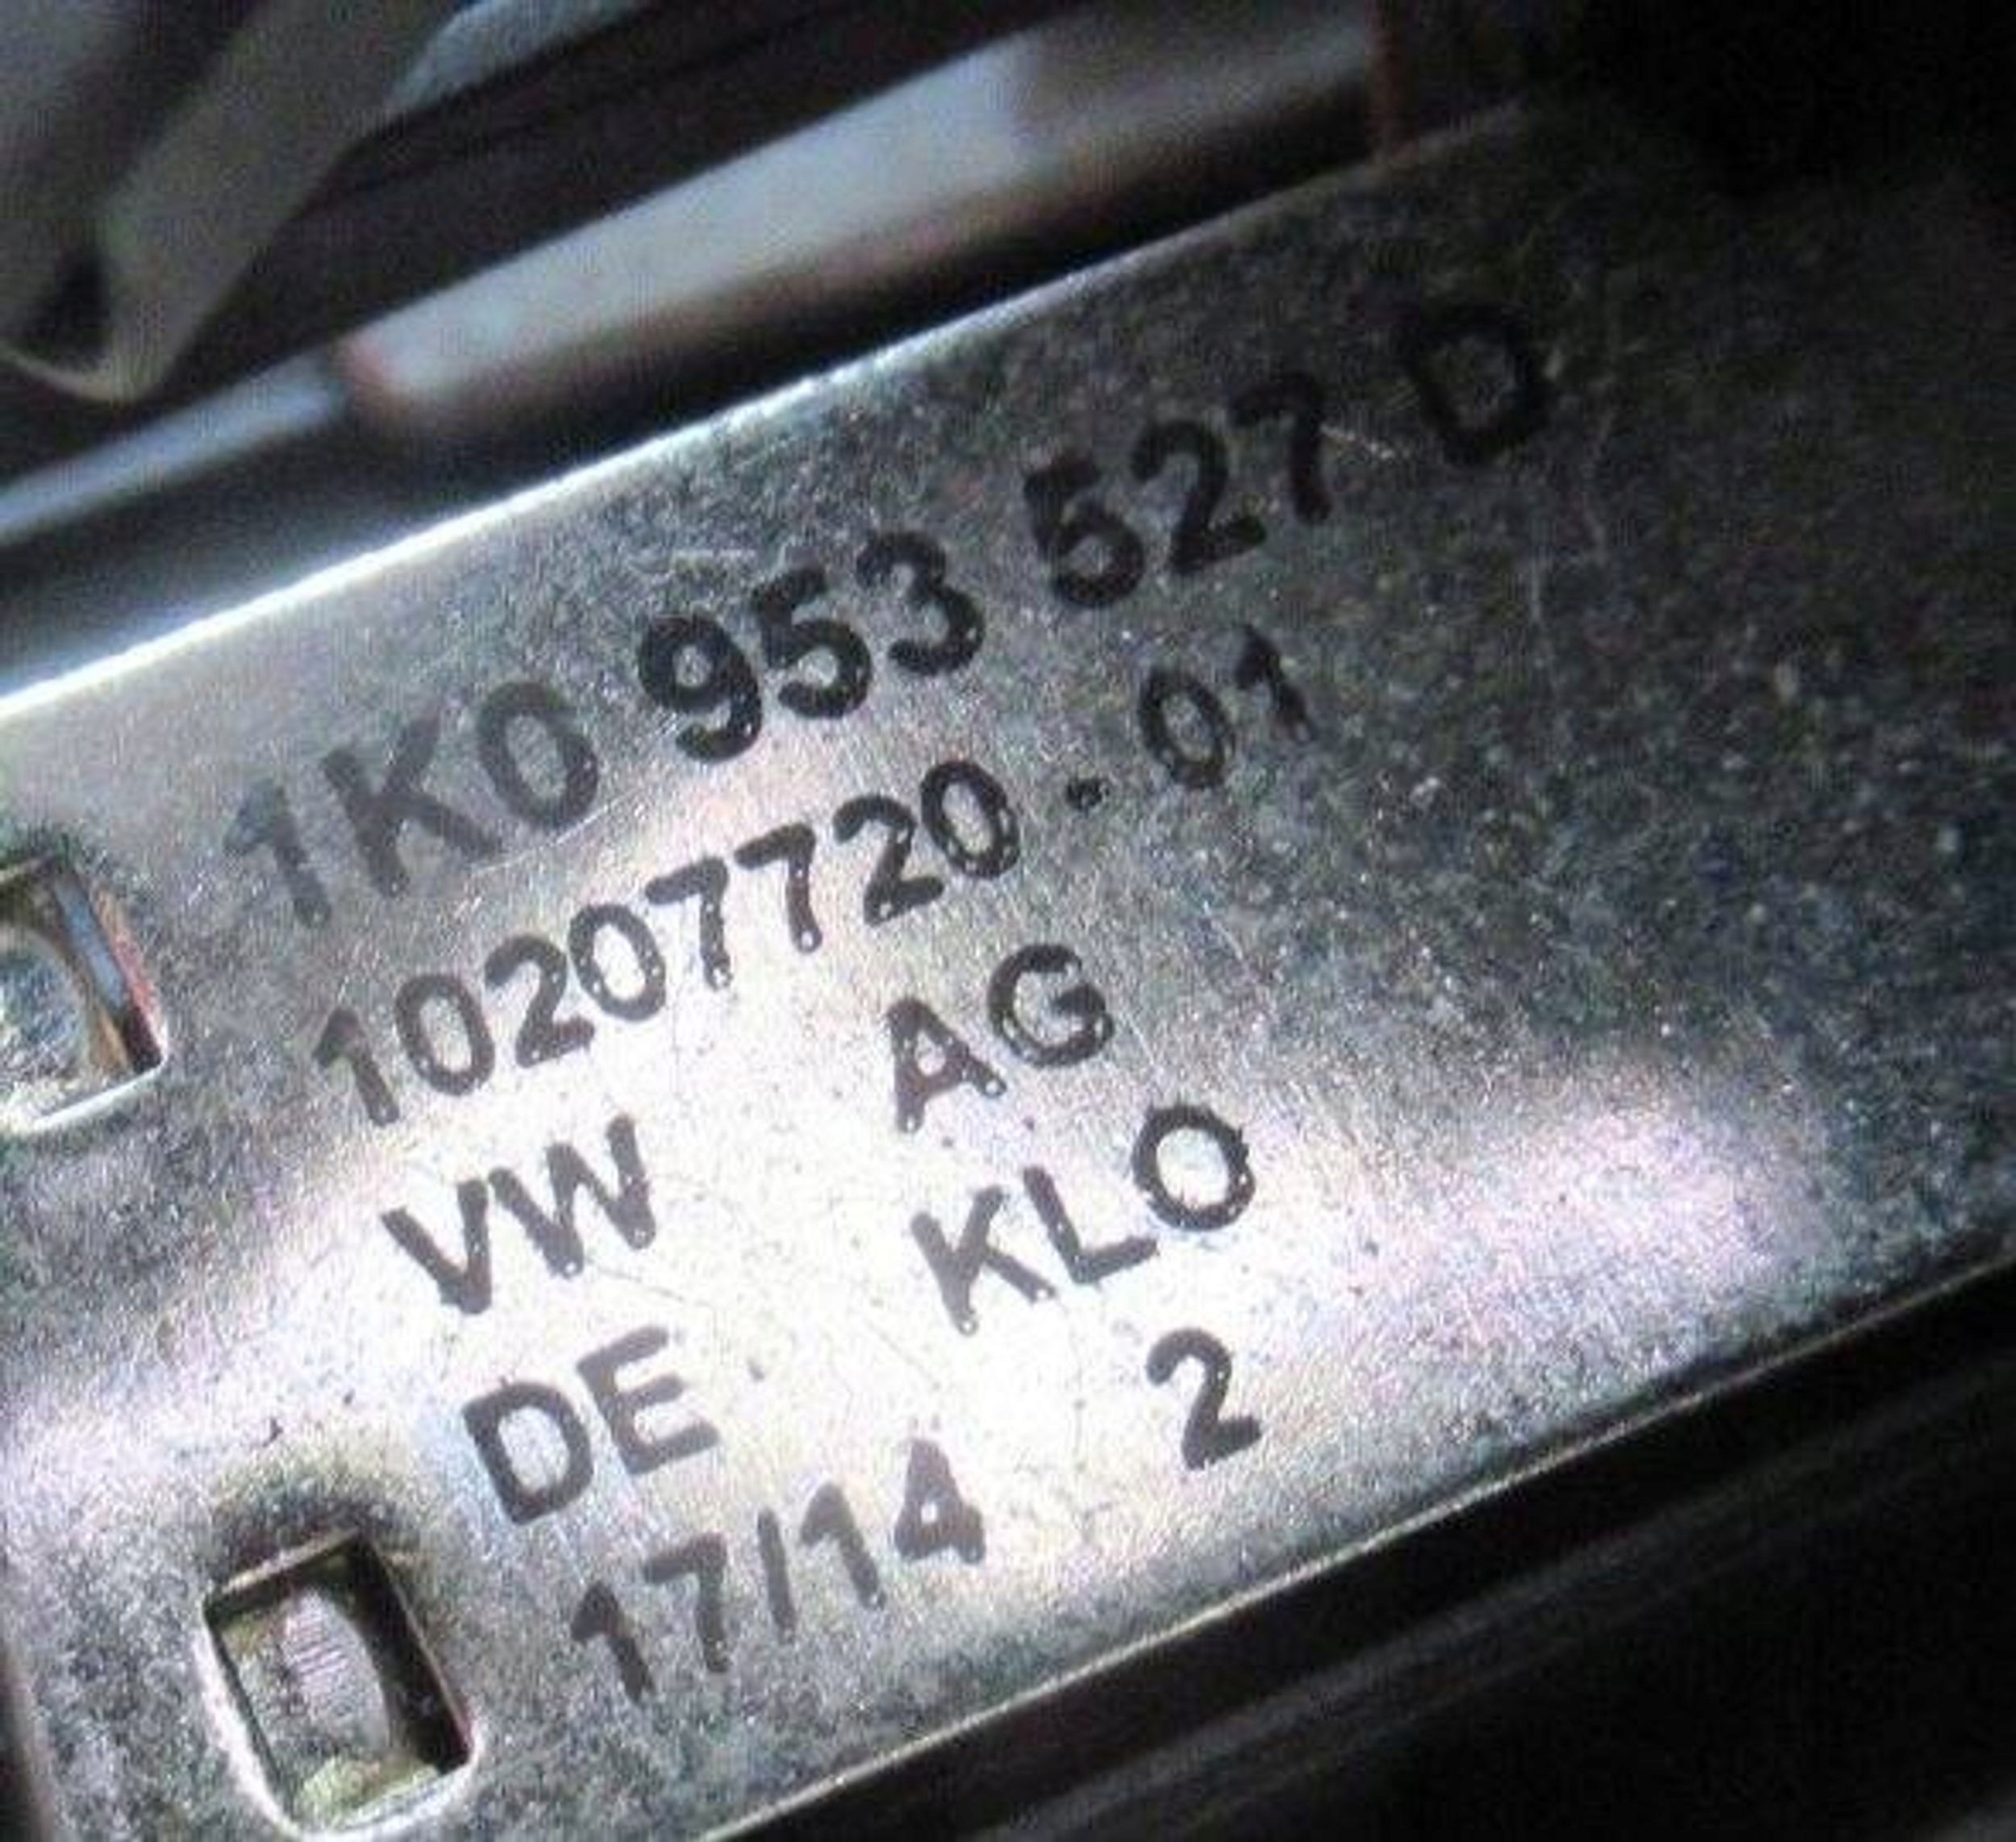 1K0 953 527 D
10207720-01
VW AG
DE KLO
17/14 2